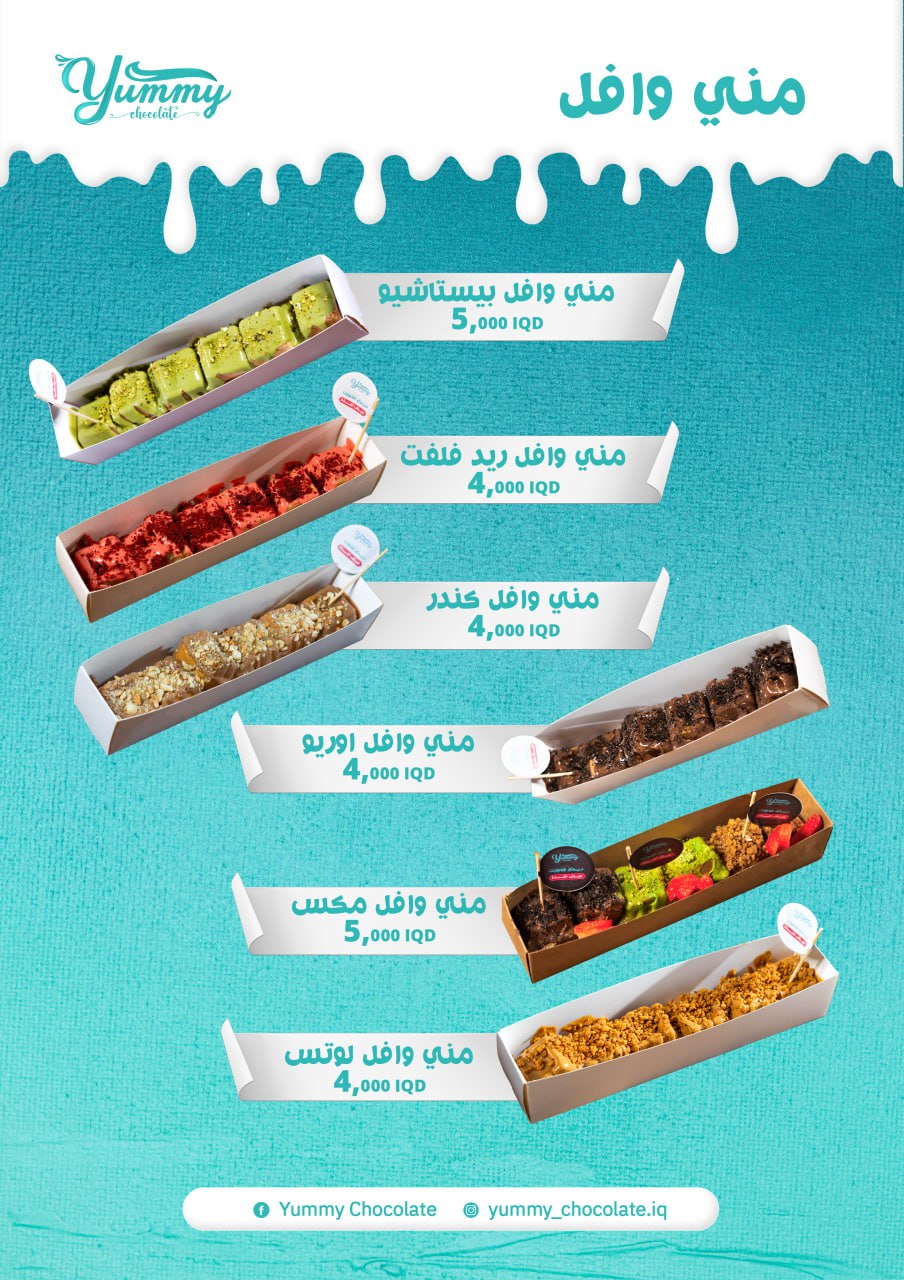 Yummy
chocolate
مني وافل
مني وافل بيستاشيو
5,000 IQD
مني وافل ريد فلفت
4,000 IQD
مني وافل كندر
4,000 IQD
مني وافل اوريو
4,000 IQD
مني وافل مكس
5,000 IQD
مني وافل لوتس
4,000 IQD
Yummy Chocolate
yummy_chocolate.iq